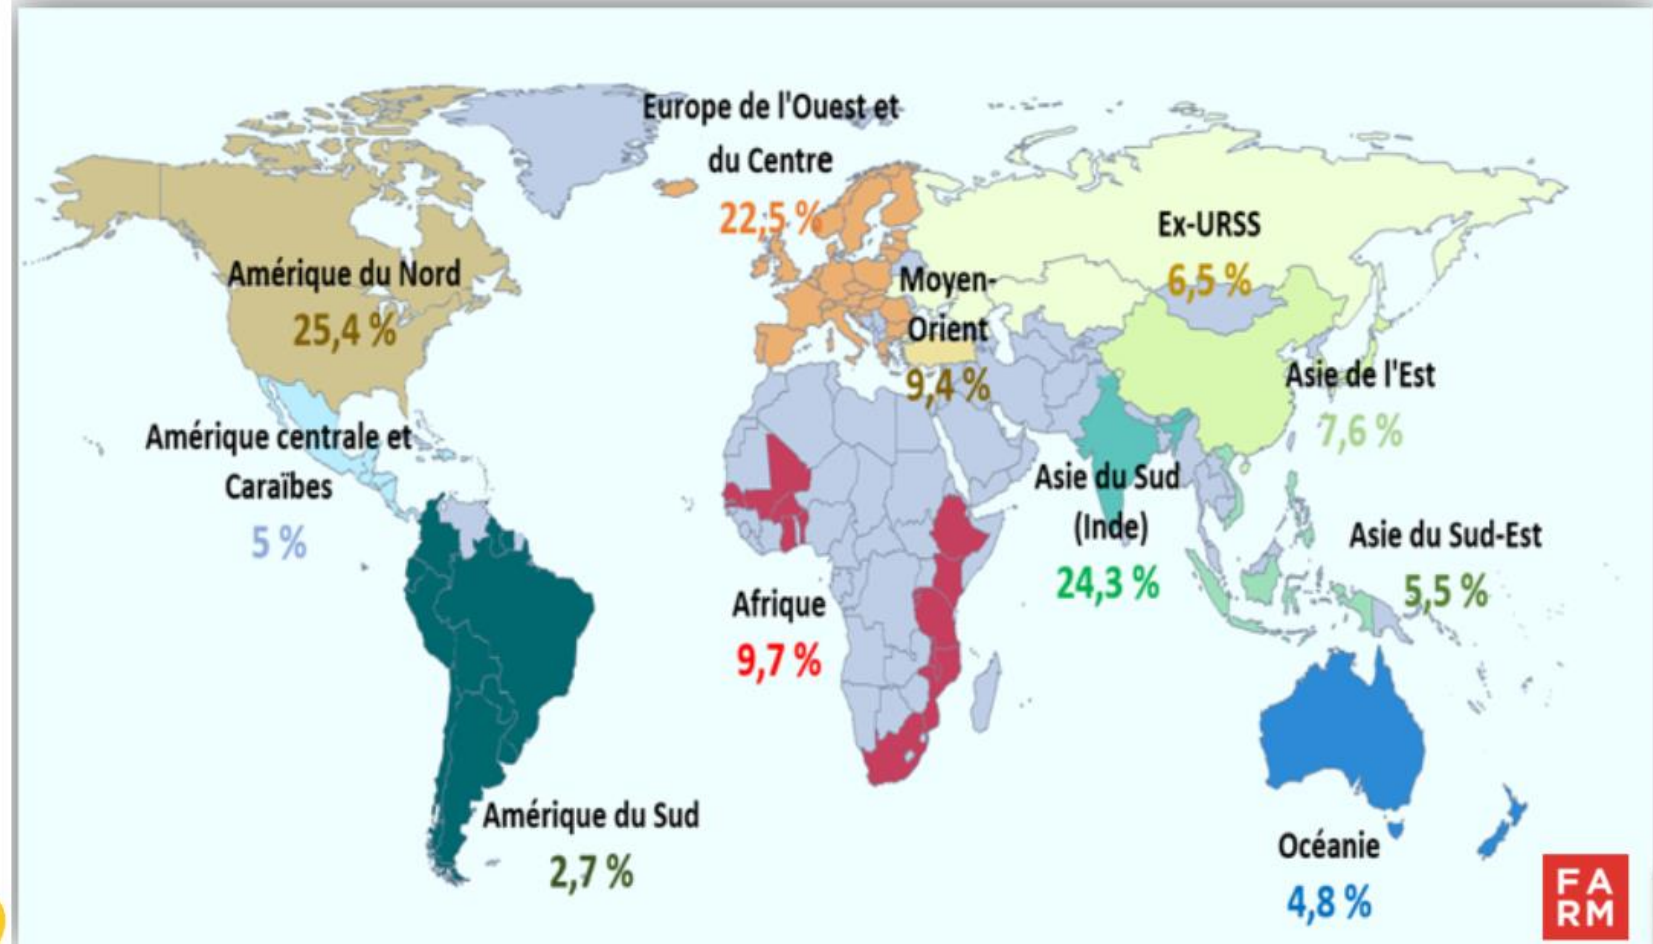 Europe de l'Ouest et
du Centre
22,5 %
Ex-URSS
6,5 %
Amérique du Nord
25,4 %
Moyen-
Orient
9,4 %
Asie de l'Est
7,6 %
Amérique centrale et
Caraïbes
5 %
Asie du Sud
(Inde)
24,3 %
Asie du Sud-Est
5,5 %
Afrique
9,7 %
Amérique du Sud
2,7 %
Océanie
4,8 %
FA
RM